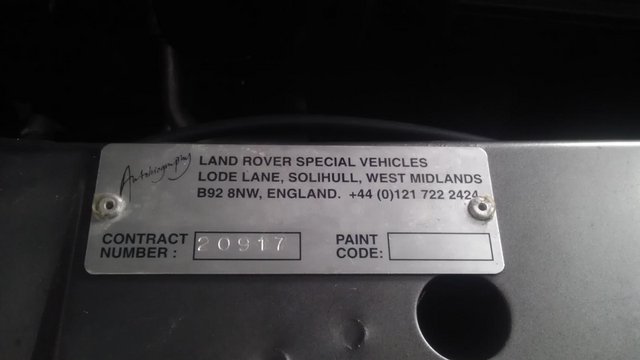 Autobiography
LAND ROVER SPECIAL VEHICLES
LODE LANE, SOLIHULL, WEST MIDLANDS
B92 8NW, ENGLAND. +44 (0)121 722 2424
CONTRACT NUMBER : 20917
PAINT CODE: